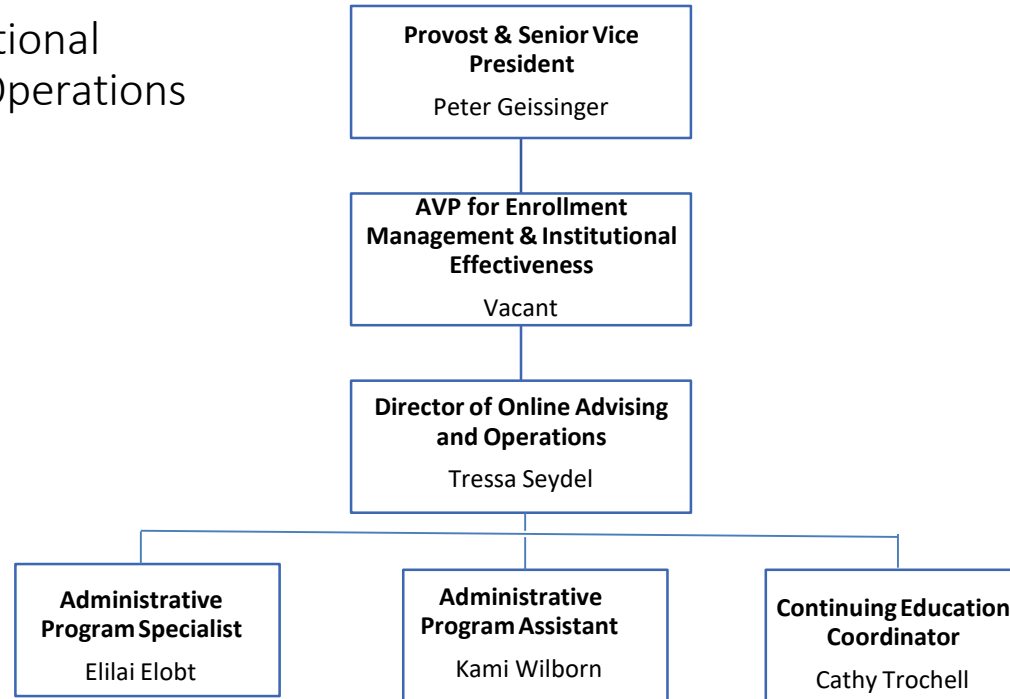 tional
Operations
Provost & Senior Vice
President
Peter Geissinger
AVP for Enrollment
Management & Institutional
Effectiveness
Vacant
Director of Online Advising
and Operations
Tressa Seydel
Administrative
Program Specialist
Elilai Elobt
Administrative
Program Assistant
Kami Wilborn
Continuing Education
Coordinator
Cathy Trochell